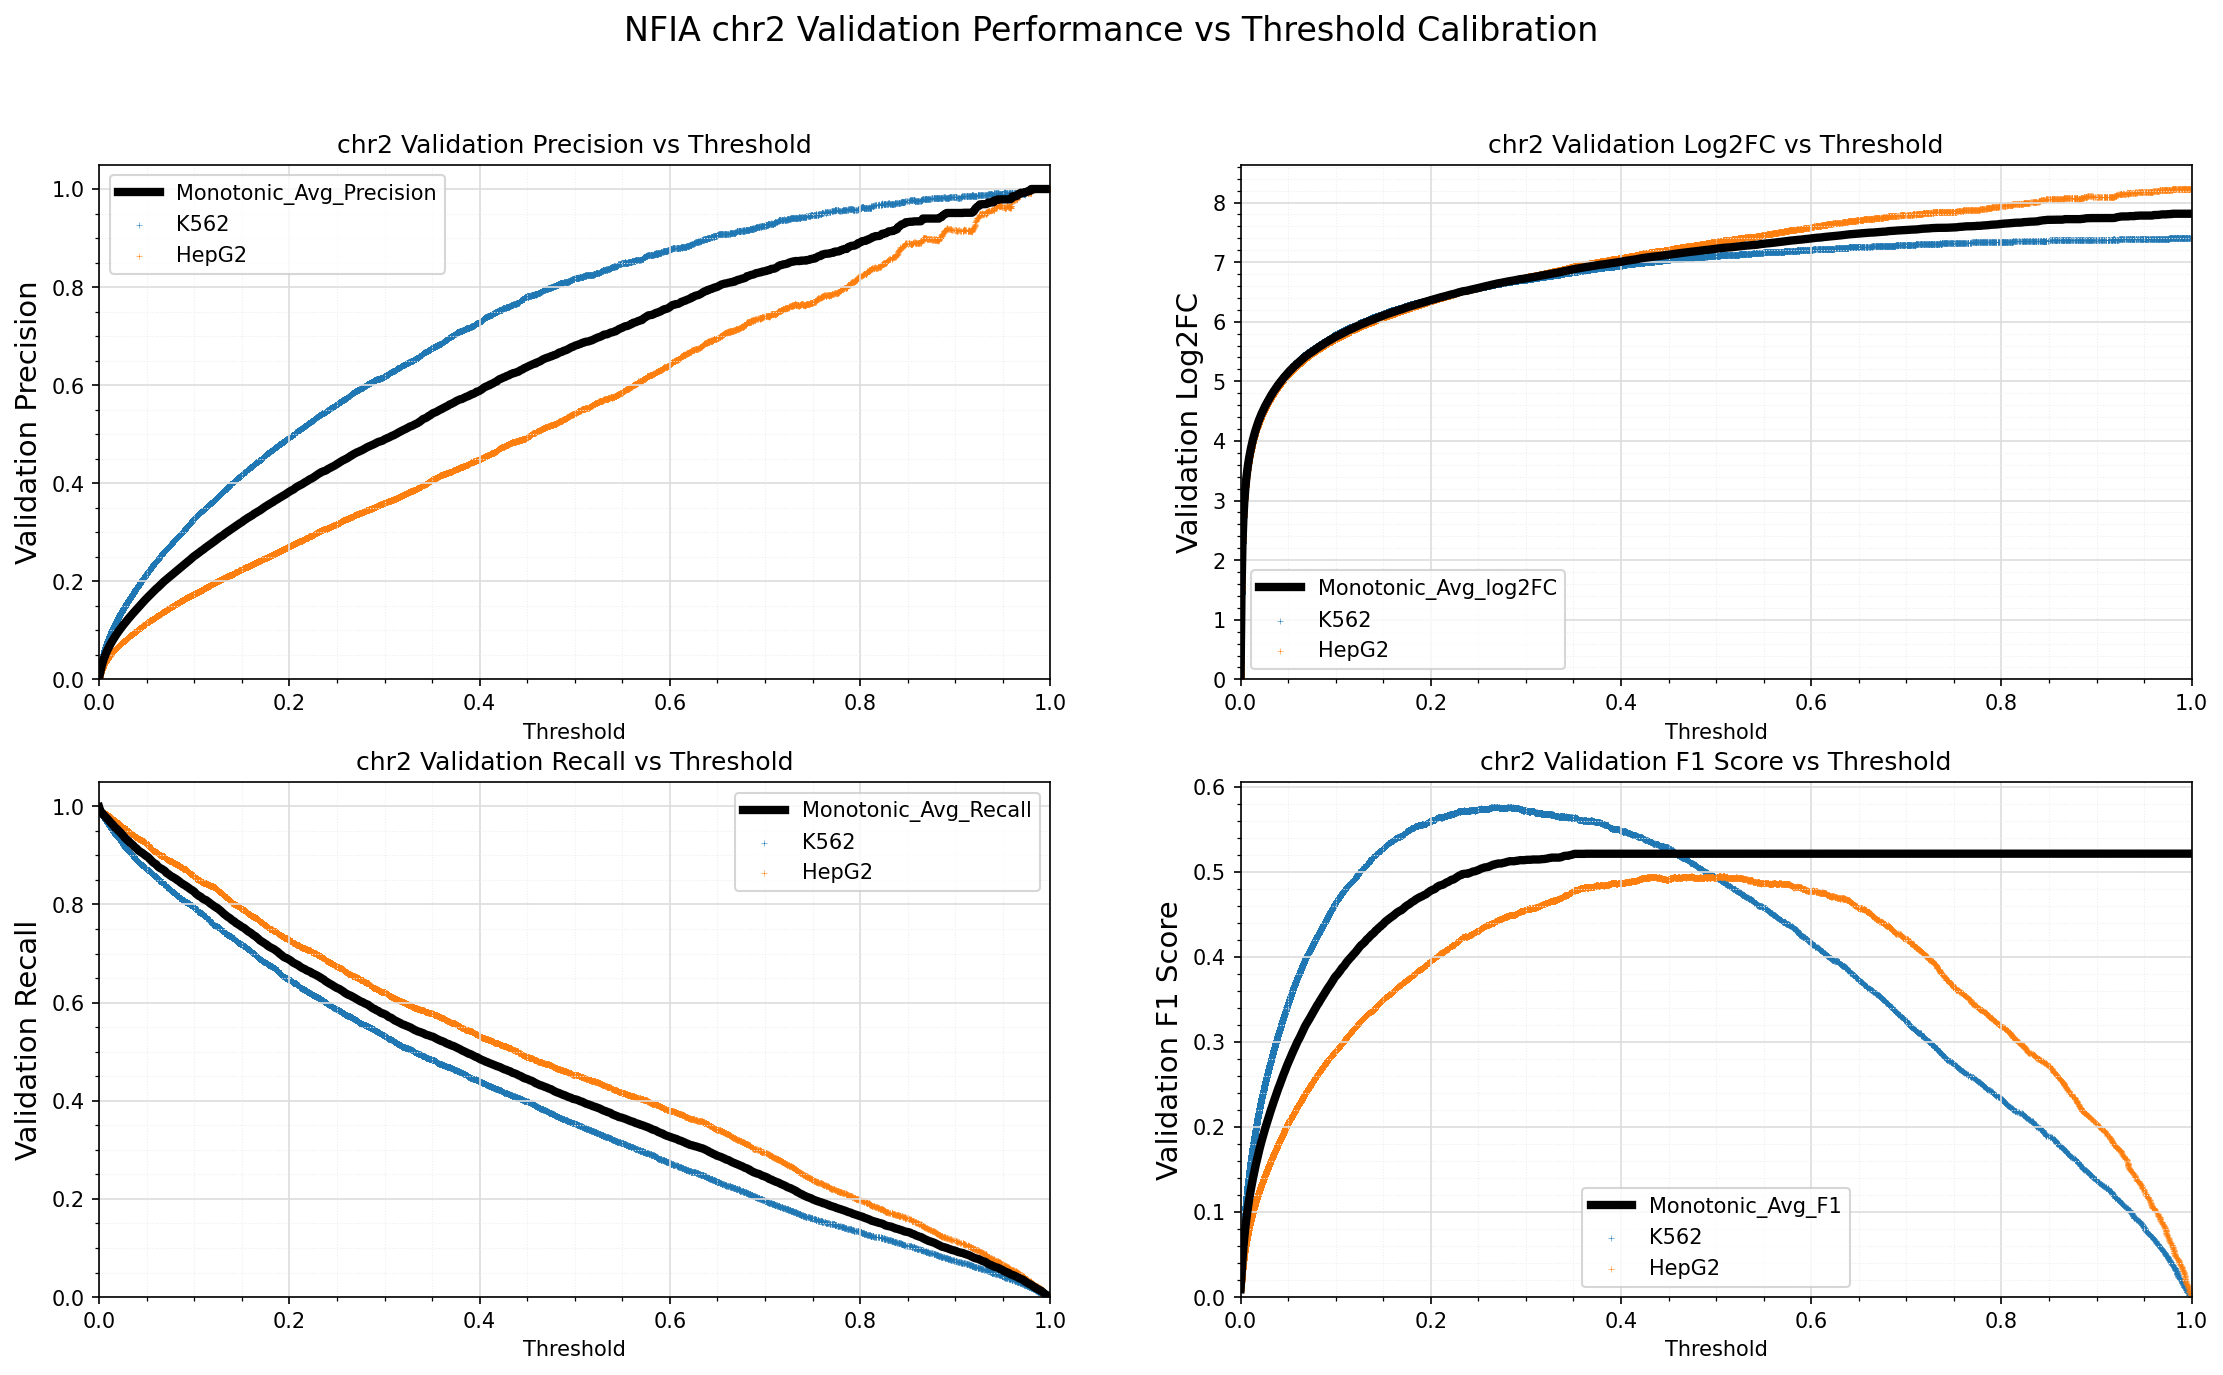 NFIA chr2 Validation Performance vs Threshold Calibration
chr2 Validation Precision vs Threshold
Validation Precision
1.0
0.8
0.6
0.4
0.2
0.0
Monotonic_Avg_Precision
K562
HepG2
0.0 0.2 0.4 0.6 0.8 1.0
Threshold
chr2 Validation Log2FC vs Threshold
Validation Log2FC
8
7
6
5
4
3
2
1
0
Monotonic_Avg_log2FC
K562
HepG2
0.0 0.2 0.4 0.6 0.8 1.0
Threshold
chr2 Validation Recall vs Threshold
Validation Recall
1.0
0.8
0.6
0.4
0.2
0.0
Monotonic_Avg_Recall
K562
HepG2
0.0 0.2 0.4 0.6 0.8 1.0
Threshold
chr2 Validation F1 Score vs Threshold
Validation F1 Score
0.6
0.5
0.4
0.3
0.2
0.1
0.0
Monotonic_Avg_F1
K562
HepG2
0.0 0.2 0.4 0.6 0.8 1.0
Threshold